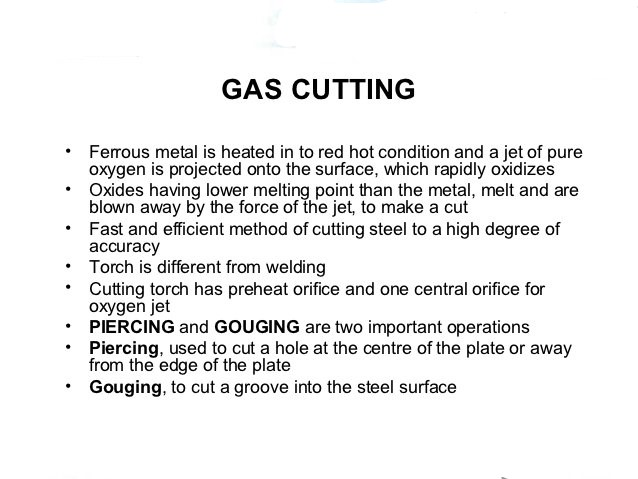 GAS CUTTING
• Ferrous metal is heated in to red hot condition and a jet of pure
oxygen is projected onto the surface, which rapidly oxidizes
• Oxides having lower melting point than the metal, melt and are
blown away by the force of the jet, to make a cut
• Fast and efficient method of cutting steel to a high degree of
accuracy
• Torch is different from welding
• Cutting torch has preheat orifice and one central orifice for
oxygen jet
• PIERCING and GOUGING are two important operations
• Piercing, used to cut a hole at the centre of the plate or away
from the edge of the plate
• Gouging, to cut a groove into the steel surface